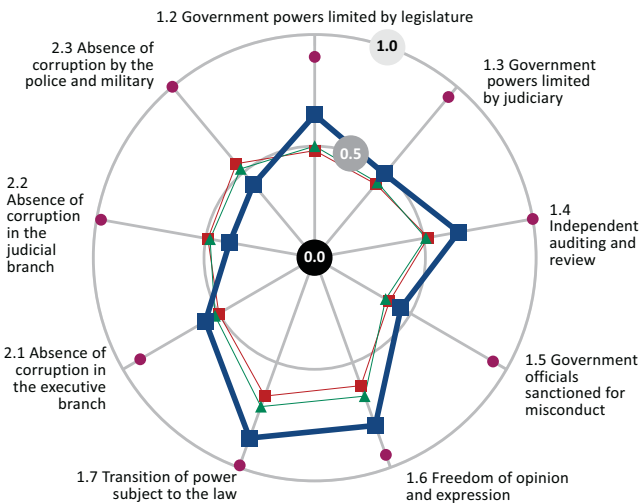 1.2 Government powers limited by legislature
1.0
2.3 Absence of
corruption by the
police and military
1.3 Government
powers limited
by judiciary
0.5
2.2
Absence of
corruption
in the
judicial
branch
1.4
Independent
auditing and
review
0.0
2.1 Absence of
corruption in
the executive
branch
1.5 Government
officials
sanctioned for
misconduct
1.7 Transition of power
subject to the law
1.6 Freedom of opinion
and expression